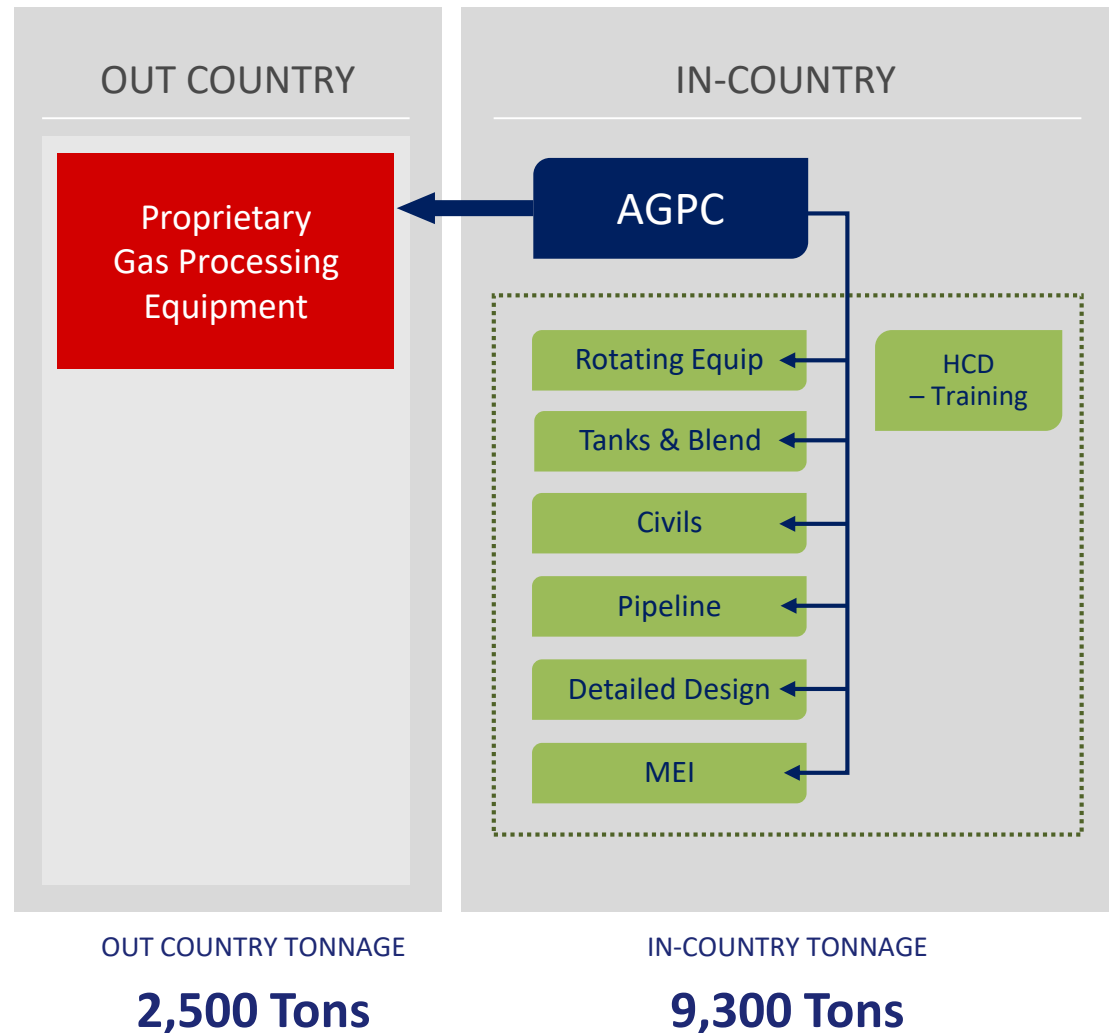 OUT COUNTRY
Proprietary
Gas Processing
Equipment
IN-COUNTRY
AGPC
Rotating Equip
Tanks & Blend
Civils
Pipeline
Detailed Design
MEI
HCD
– Training
OUT COUNTRY TONNAGE
2,500 Tons
IN-COUNTRY TONNAGE
9,300 Tons